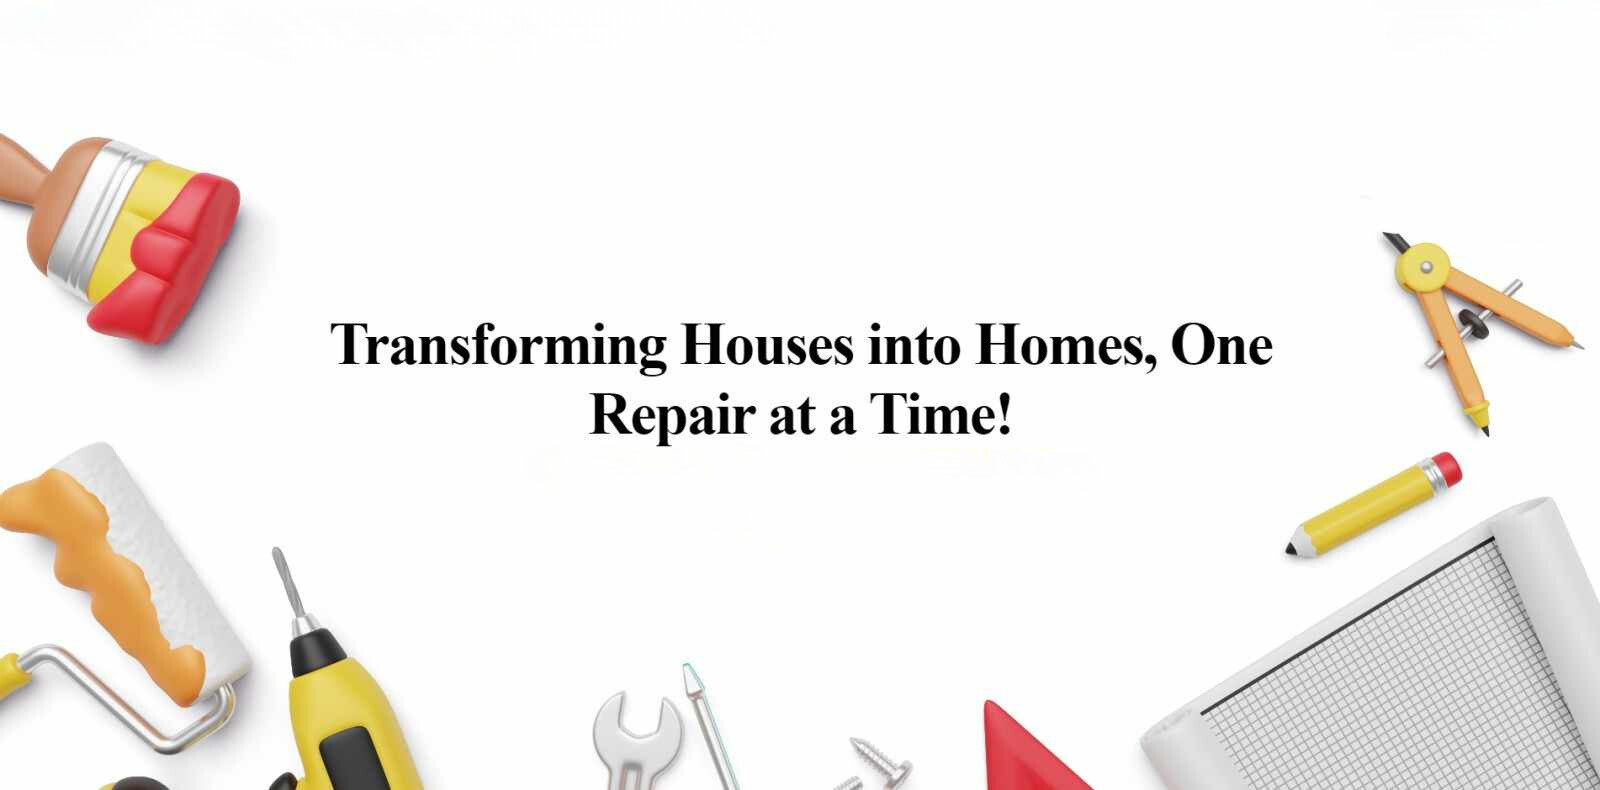 Transforming Houses into Homes, One
Repair at a Time!